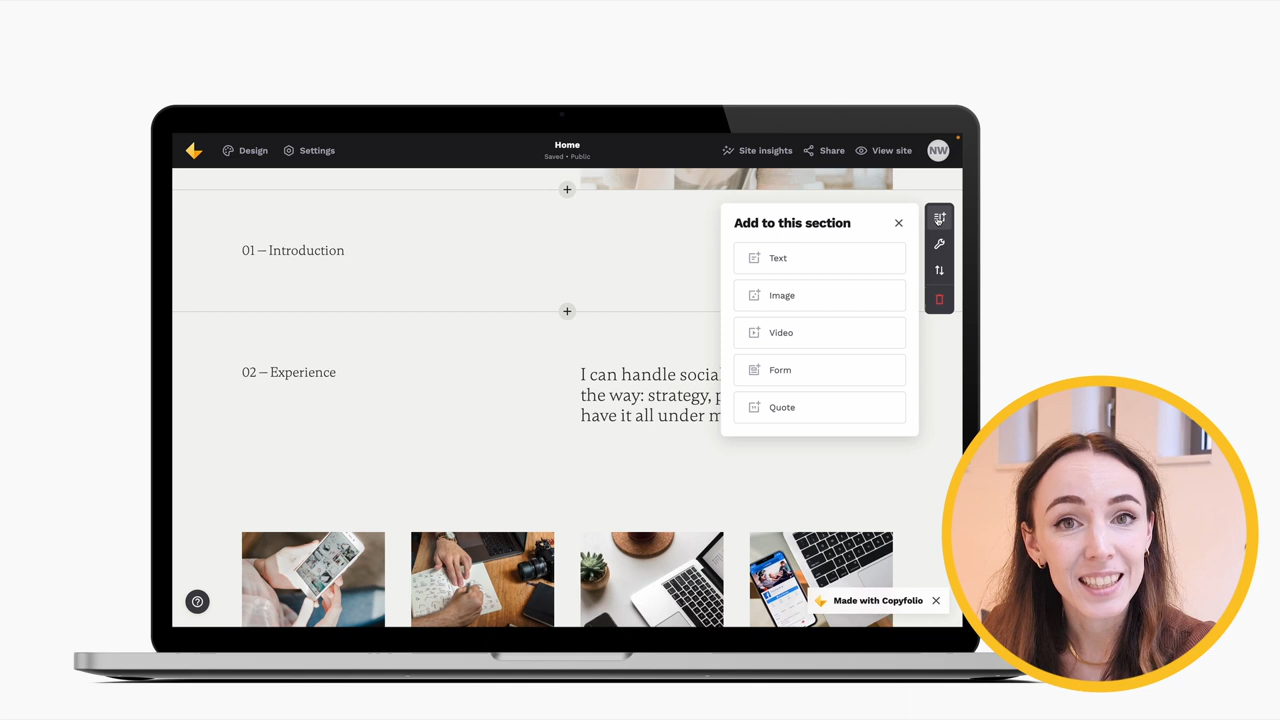 Design
Settings
Home
Saved • Public
Site insights
Share
View site
NW
Add to this section
01 — Introduction
Text
Image
Video
02 — Experience
I can handle social
the way: strategy, p
have it all under m
Form
Quote
Made with Copyfolio